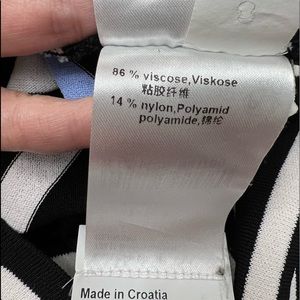 86 % viscose,Viskose
粘胶纤维
14 % nylon,Polyamid
polyamide,锦纶
Made in Croatia